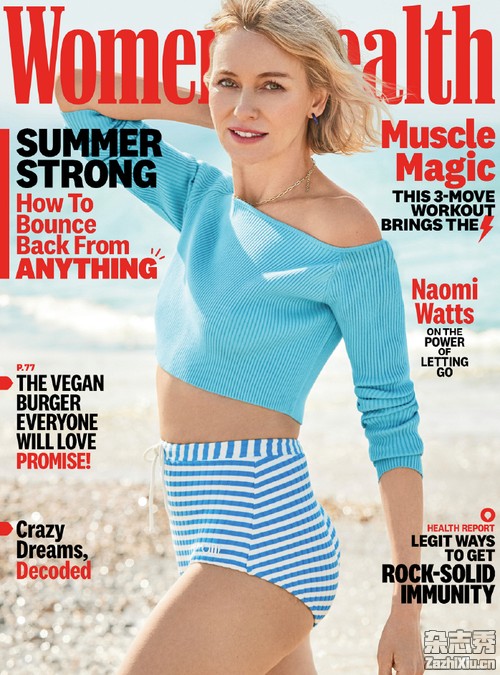 Women's Health
SUMMER
STRONG
How To
Bounce
Back From
ANYTHING
Muscle
Magic
THIS 3-MOVE
WORKOUT
BRINGS THE
Naomi
Watts
ON THE
POWER
OF
LETTING
GO
P.77
THE VEGAN
BURGER
EVERYONE
WILL LOVE
PROMISE!
Crazy
Dreams,
Decoded
HEALTH REPORT
LEGIT WAYS
TO GET
ROCK-SOLID
IMMUNITY
杂志秀
ZaZhiXiu.cn